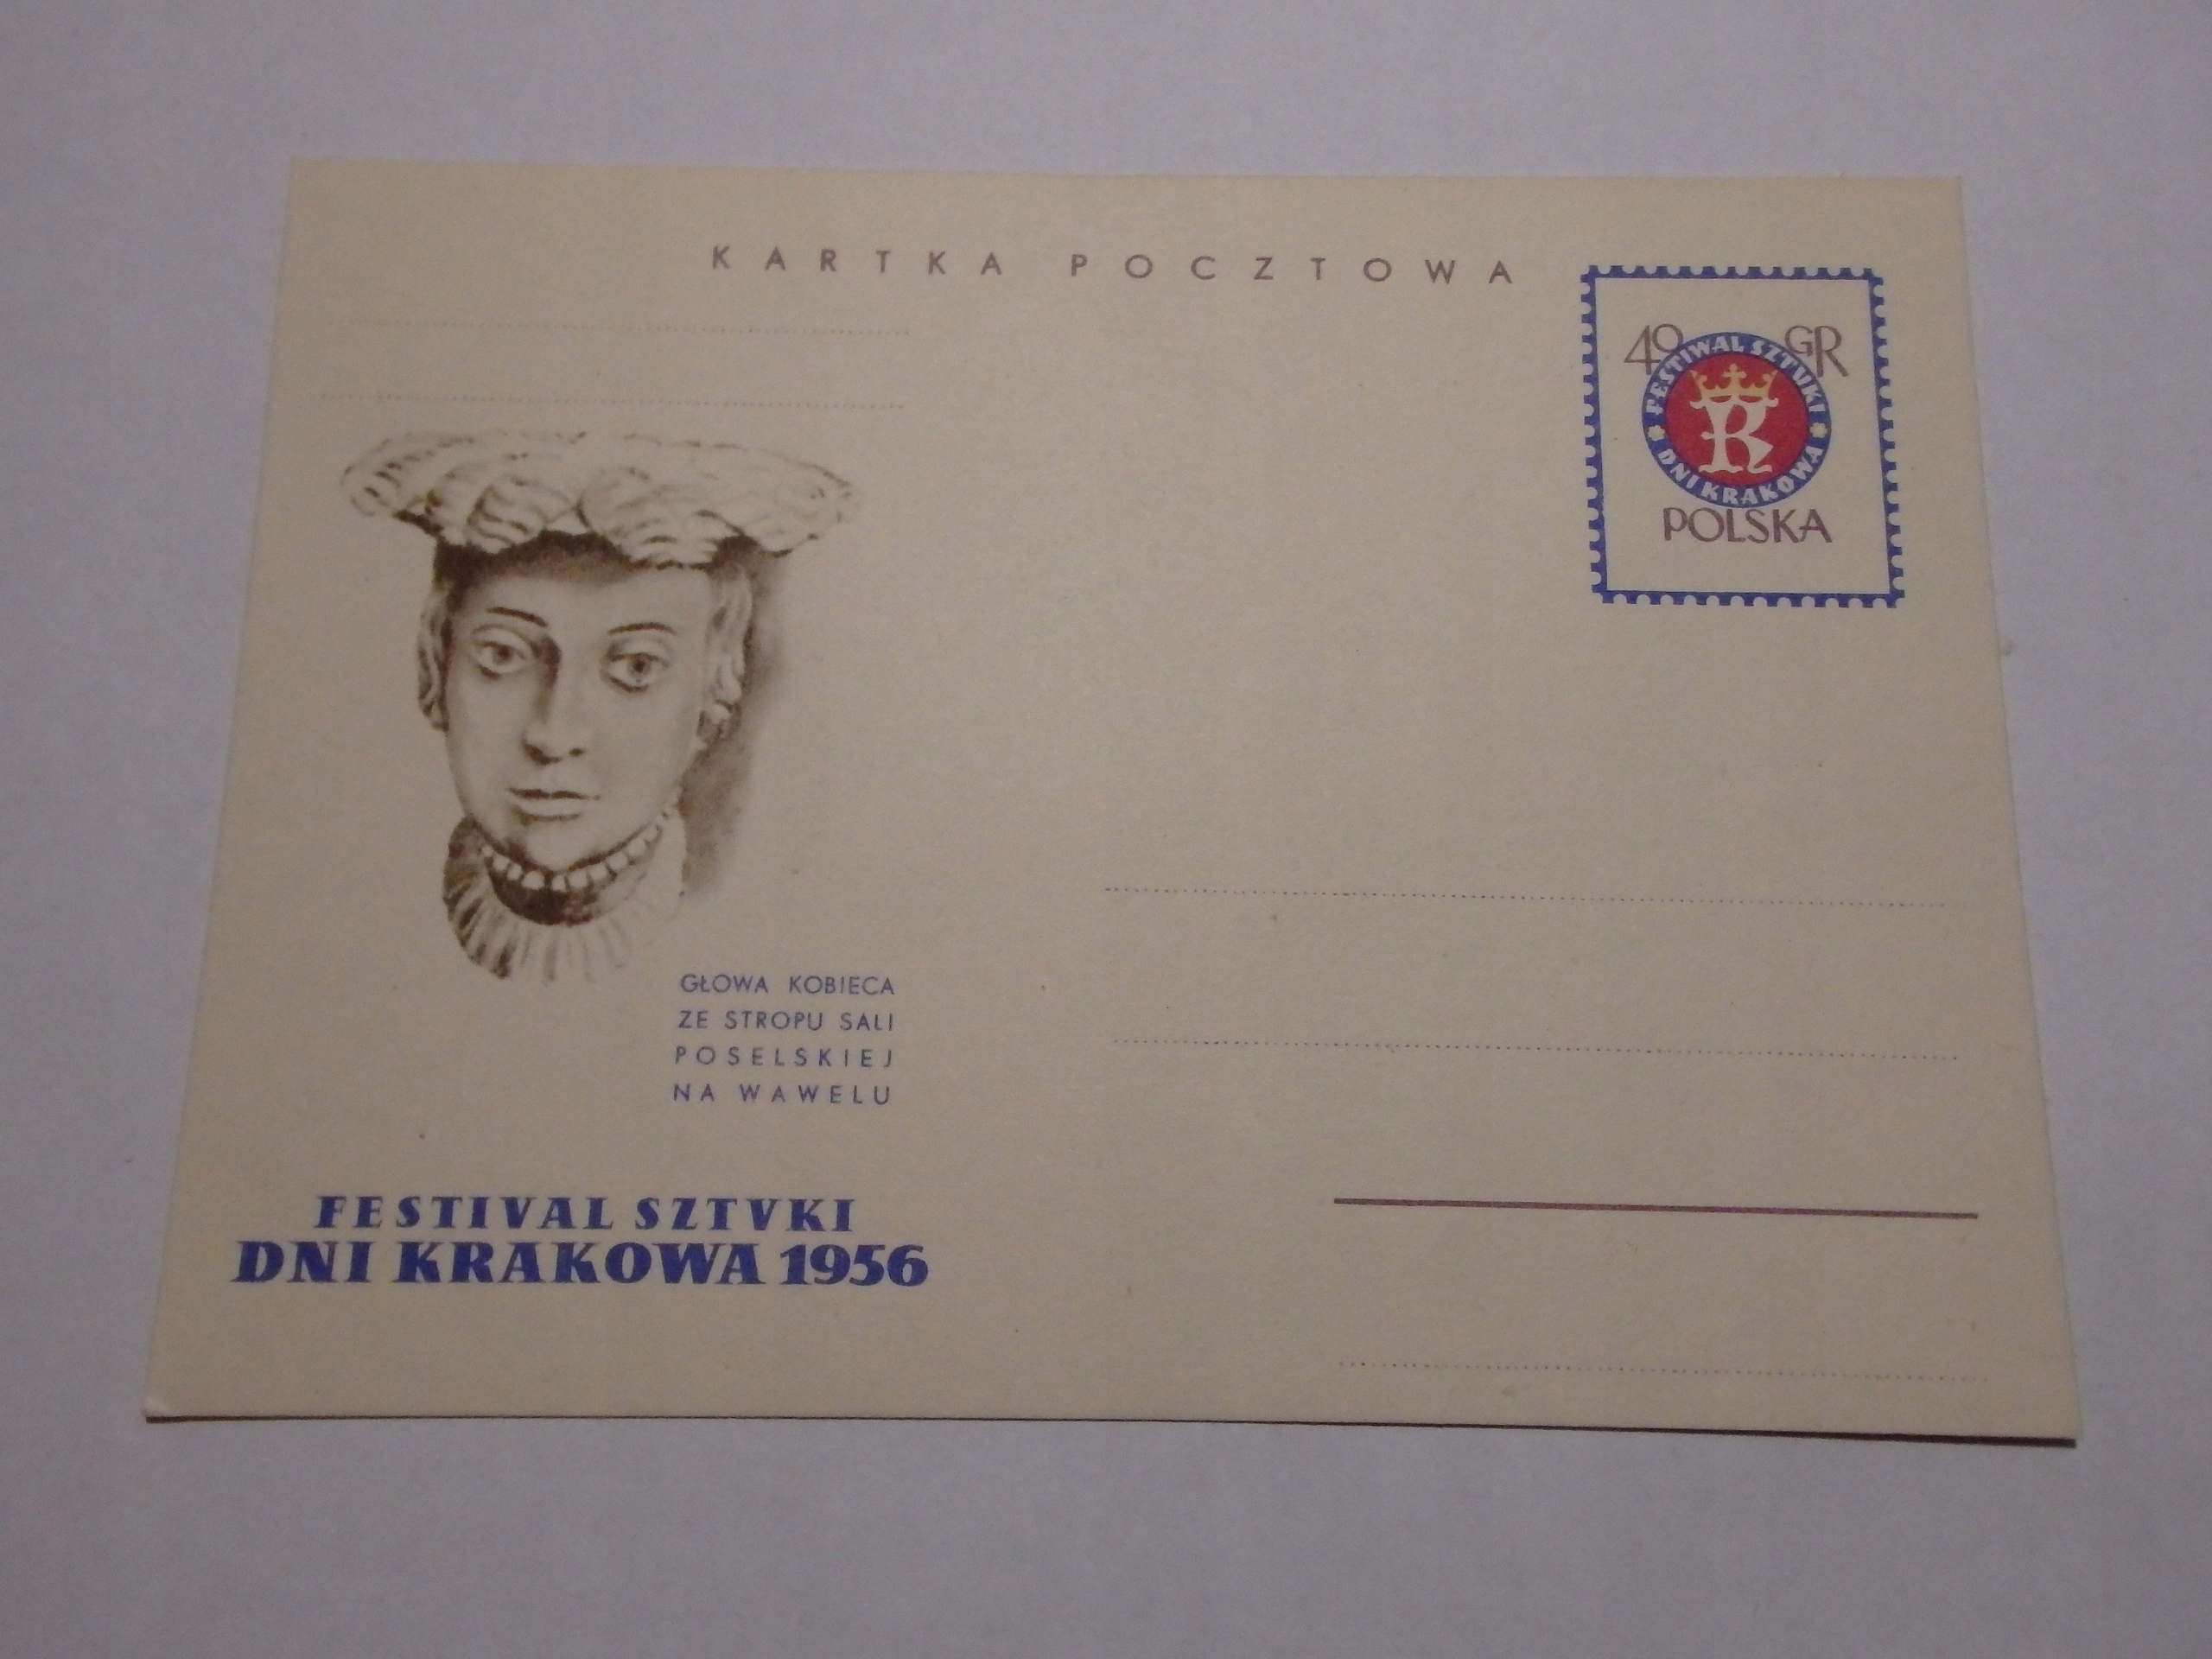 KARTKA POCZTOWA
40 GR
FESTIWAL SZTUKI
K
DNI KRAKOWA
POLSKA
GŁOWA KOBIECA
ZE STROPU SALI
POSELSKIEJ
NA WAWELU
FESTIVAL SZTVKI
DNI KRAKOWA 1956